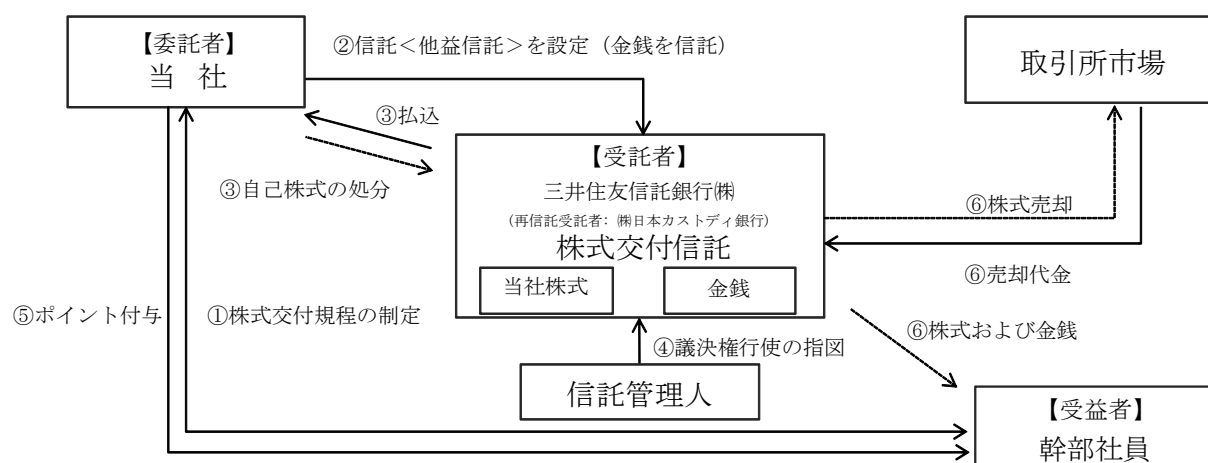 【委託者】
当 社
②信託<他益信託>を設定（金銭を信託）
取引所市場
③払込
③自己株式の処分
【受託者】
三井住友信託銀行㈱
(再信託受託者: ㈱日本カストディ銀行)
株式交付信託
当社株式
金銭
⑥株式売却
⑥売却代金
⑤ポイント付与
①株式交付規程の制定
④議決権行使の指図
⑥株式および金銭
信託管理人
【受益者】
幹部社員